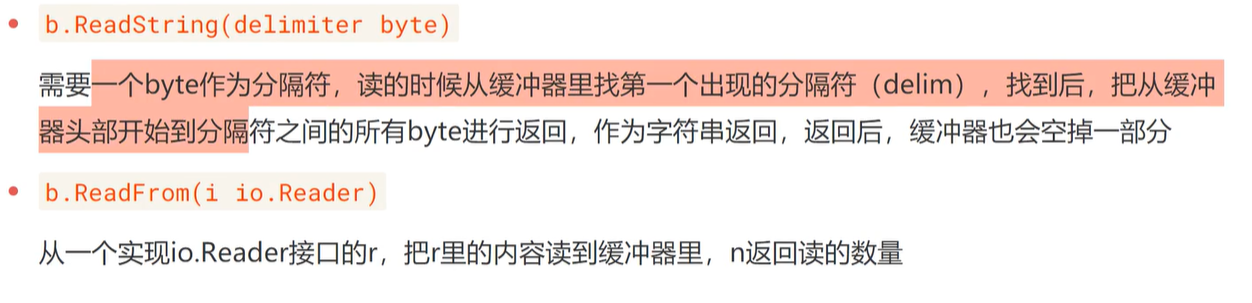 b.ReadString(delimiter byte)
需要一个byte作为分隔符，读的时候从缓冲器里找第一个出现的分隔符（delim），找到后，把从缓冲
器头部开始到分隔符之间的所有byte进行返回，作为字符串返回，返回后，缓冲器也会空掉一部分
b.ReadFrom(i io.Reader)
从一个实现io.Reader接口的r，把r里的内容读到缓冲器里，n返回读的数量